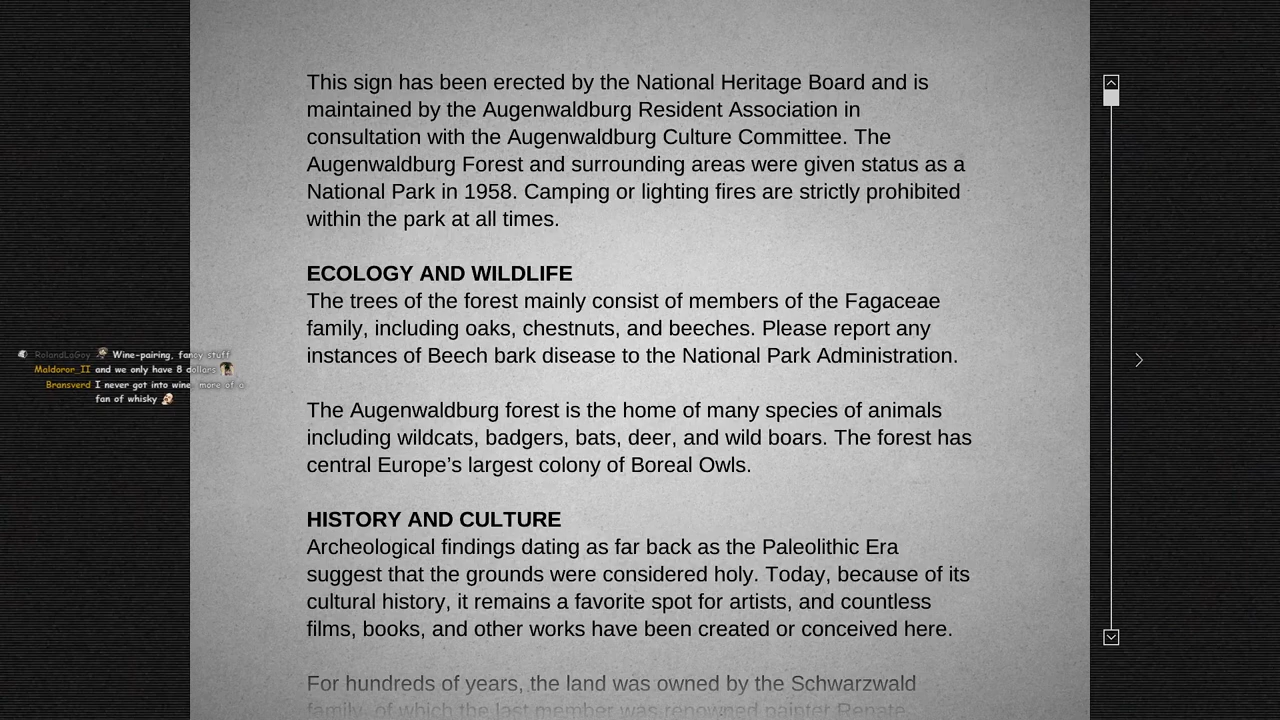 This sign has been erected by the National Heritage Board and is
maintained by the Augenwaldburg Resident Association in
consultation with the Augenwaldburg Culture Committee. The
Augenwaldburg Forest and surrounding areas were given status as a
National Park in 1958. Camping or lighting fires are strictly prohibited
within the park at all times.
ECOLOGY AND WILDLIFE
The trees of the forest mainly consist of members of the Fagaceae
family, including oaks, chestnuts, and beeches. Please report any
instances of Beech bark disease to the National Park Administration.
The Augenwaldburg forest is the home of many species of animals
including wildcats, badgers, bats, deer, and wild boars. The forest has
central Europe's largest colony of Boreal Owls.
HISTORY AND CULTURE
Archeological findings dating as far back as the Paleolithic Era
suggest that the grounds were considered holy. Today, because of its
cultural history, it remains a favorite spot for artists, and countless
films, books, and other works have been created or conceived here.
For hundreds of years, the land was owned by the Schwarzwald
family, of which the last member was renowned painter Renate
RolandLaGoy Wine-pairing, fancy stuff
Maldoror_II and we only have 8 dollars
Bransverd I never got into wine, more of a
fan of whisky